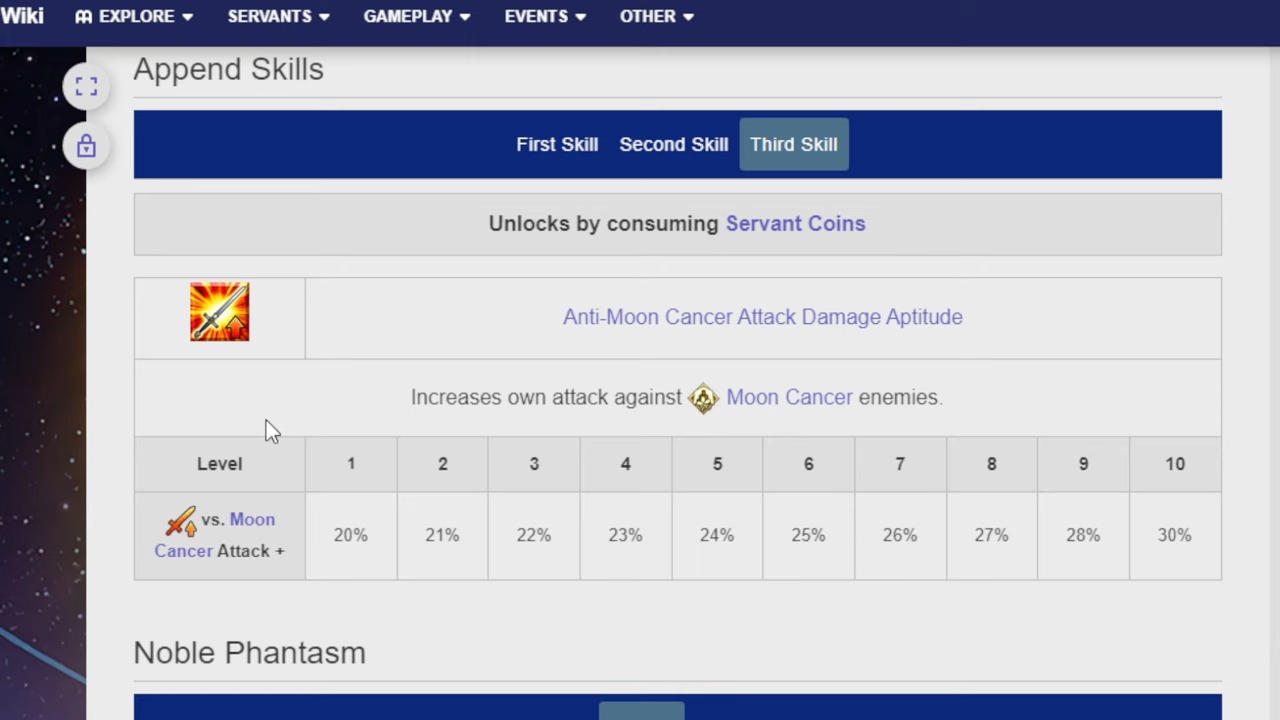 Wiki EXPLORE SERVANTS GAMEPLAY EVENTS OTHER
Append Skills
First Skill Second Skill Third Skill
Unlocks by consuming Servant Coins
Anti-Moon Cancer Attack Damage Aptitude
Increases own attack against Moon Cancer enemies.
Level 1 2 3 4 5 6 7 8 9 10
vs. Moon
Cancer Attack + 20% 21% 22% 23% 24% 25% 26% 27% 28% 30%
Noble Phantasm